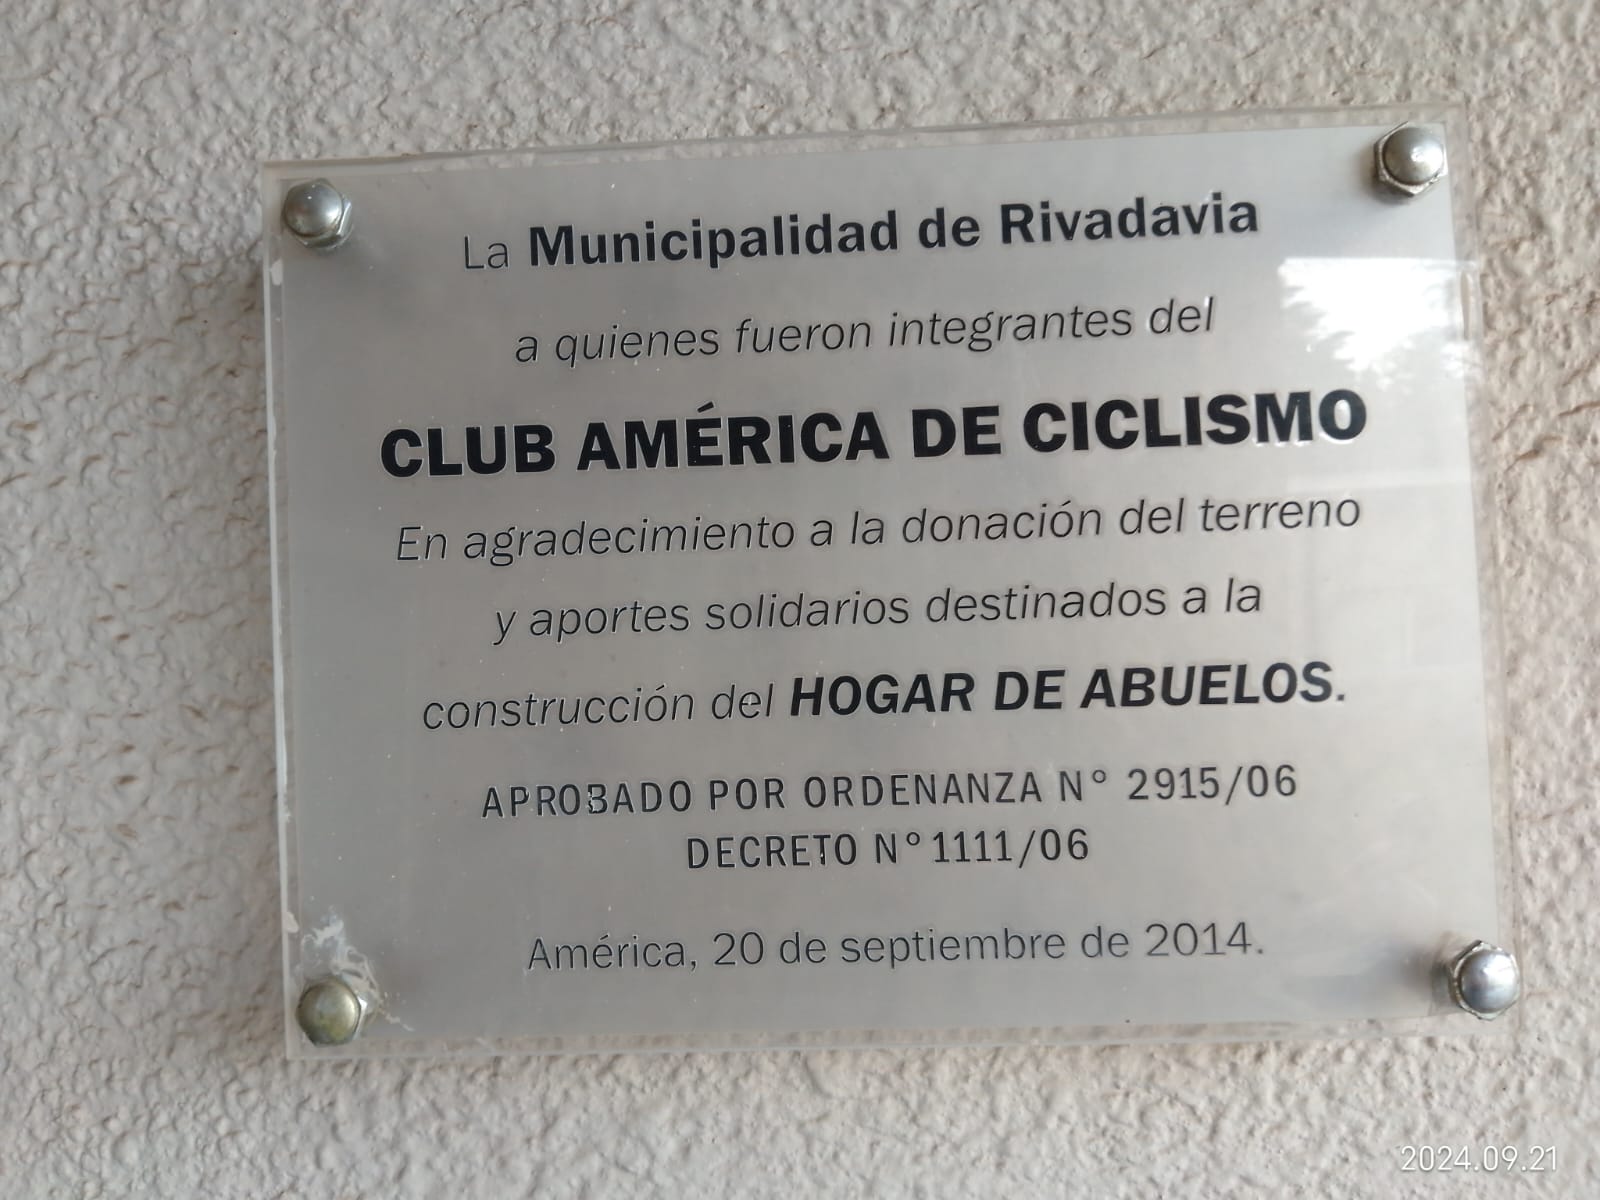 La Municipalidad de Rivadavia
a quienes fueron integrantes del
CLUB AMÉRICA DE CICLISMO
En agradecimiento a la donación del terreno
y aportes solidarios destinados a la
construcción del HOGAR DE ABUELOS.
APROBADO POR ORDENANZA N° 2915/06
DECRETO N° 1111/06
América, 20 de septiembre de 2014.
2024.09.21